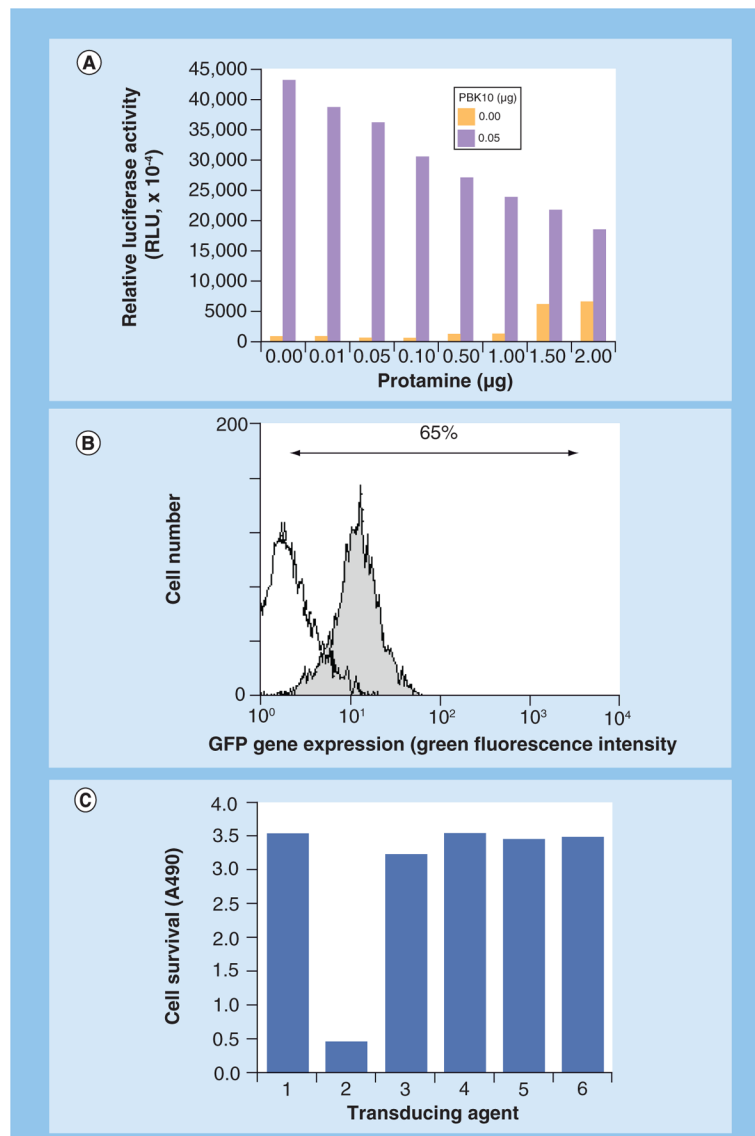 A
Relative luciferase activity
(RLU, x 10-4)
45,000
40,000
35,000
30,000
25,000
20,000
15,000
10,000
5000
0
PBK10 (µg)
0.00
0.05
0.00 0.01 0.05 0.10 0.50 1.00 1.50 2.00
Protamine (µg)
B
200
65%
Cell number
0
10⁰ 10¹ 10² 10³ 10⁴
GFP gene expression (green fluorescence intensity
C
Cell survival (A490)
4.0
3.5
3.0
3.5
2.0
1.5
1.0
0.5
0.0
1 2 3 4 5 6
Transducing agent